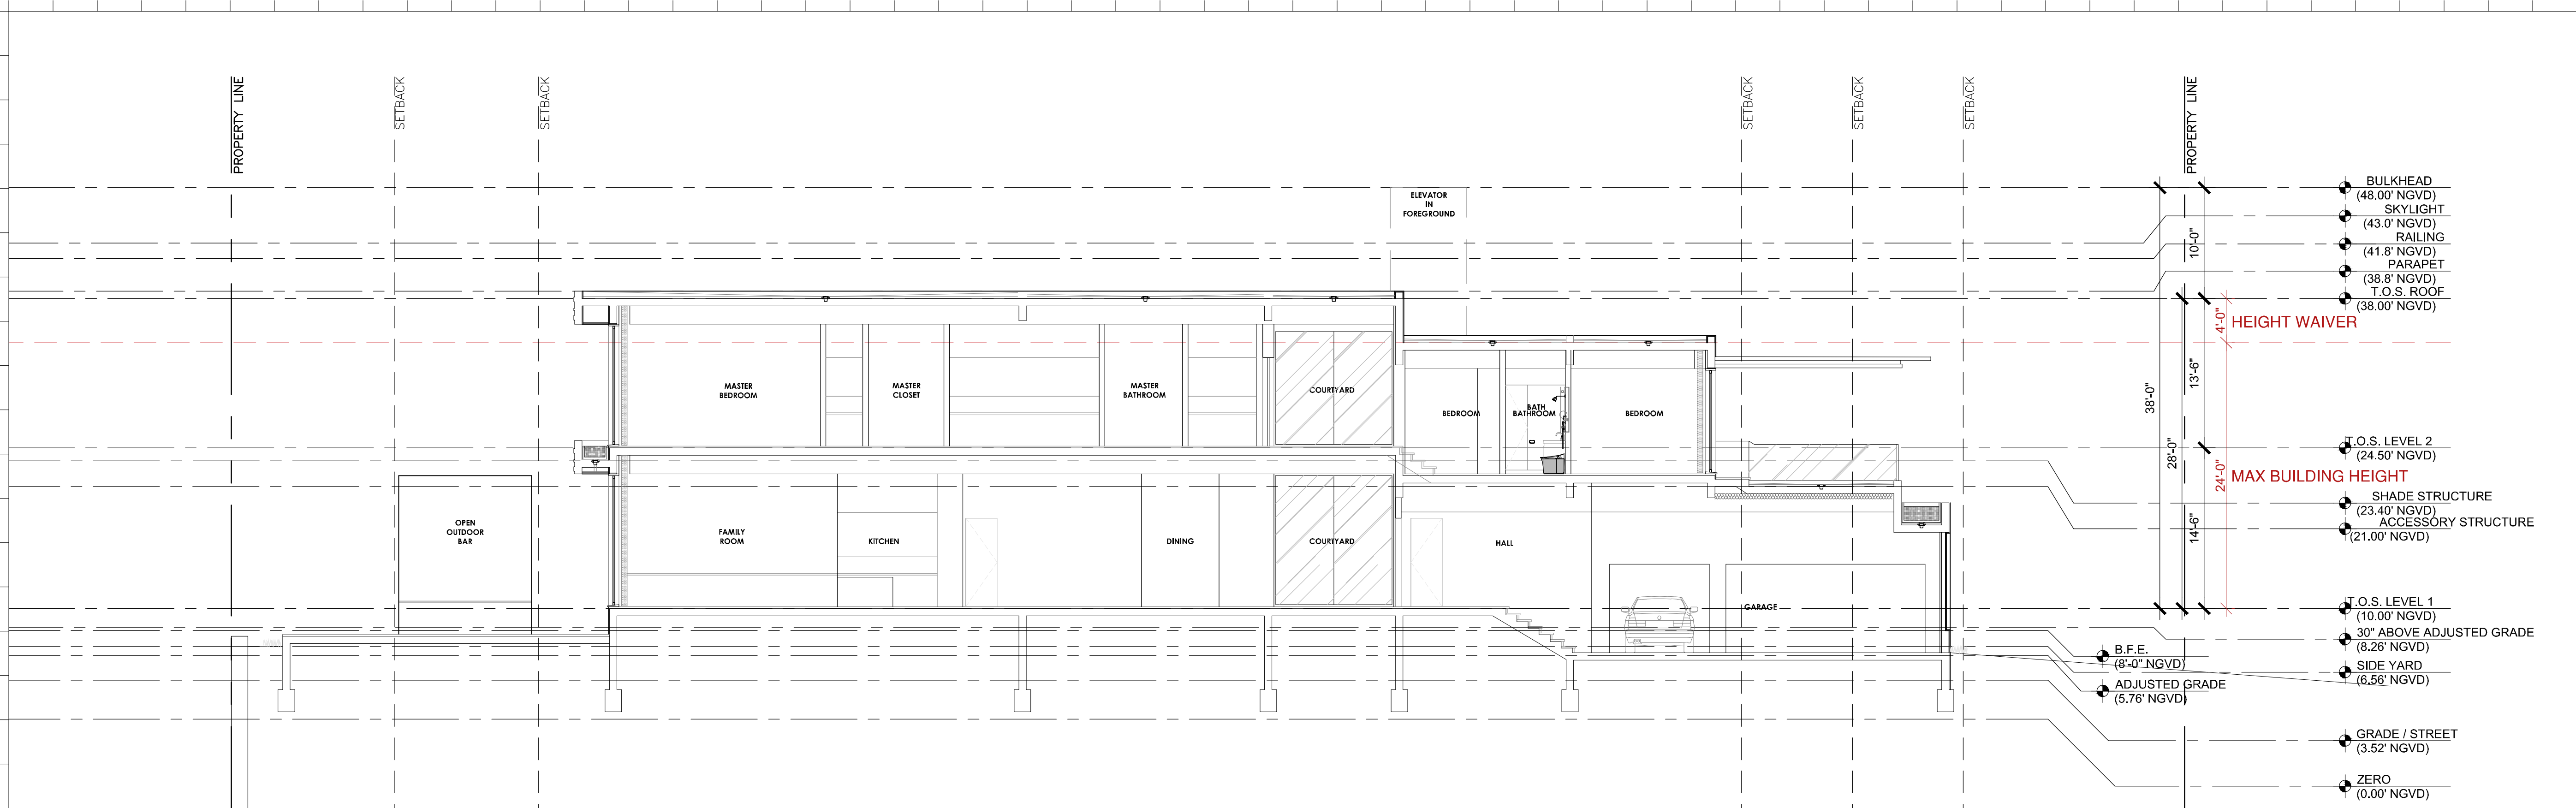 PROPERTY LINE
SETBACK
SETBACK
SETBACK
SETBACK
SETBACK
PROPERTY LINE
ELEVATOR
IN
FOREGROUND
BULKHEAD
(48.00' NGVD)
SKYLIGHT
(43.0' NGVD)
RAILING
(41.8' NGVD)
PARAPET
(38.8' NGVD)
T.O.S. ROOF
(38.00' NGVD)
10'-0"
4'-0"
HEIGHT WAIVER
13'-6"
38'-0"
28'-0"
24'-0"
MAX BUILDING HEIGHT
14'-6"
MASTER
BEDROOM
MASTER
CLOSET
MASTER
BATHROOM
COURTYARD
BEDROOM
BATH
BATHROOM
BEDROOM
T.O.S. LEVEL 2
(24.50' NGVD)
SHADE STRUCTURE
(23.40' NGVD)
ACCESSORY STRUCTURE
(21.00' NGVD)
OPEN
OUTDOOR
BAR
FAMILY
ROOM
KITCHEN
DINING
COURTYARD
HALL
GARAGE
T.O.S. LEVEL 1
(10.00' NGVD)
30" ABOVE ADJUSTED GRADE
(8.26' NGVD)
B.F.E.
(8'-0" NGVD)
SIDE YARD
(6.56' NGVD)
ADJUSTED GRADE
(5.76' NGVD)
GRADE / STREET
(3.52' NGVD)
ZERO
(0.00' NGVD)